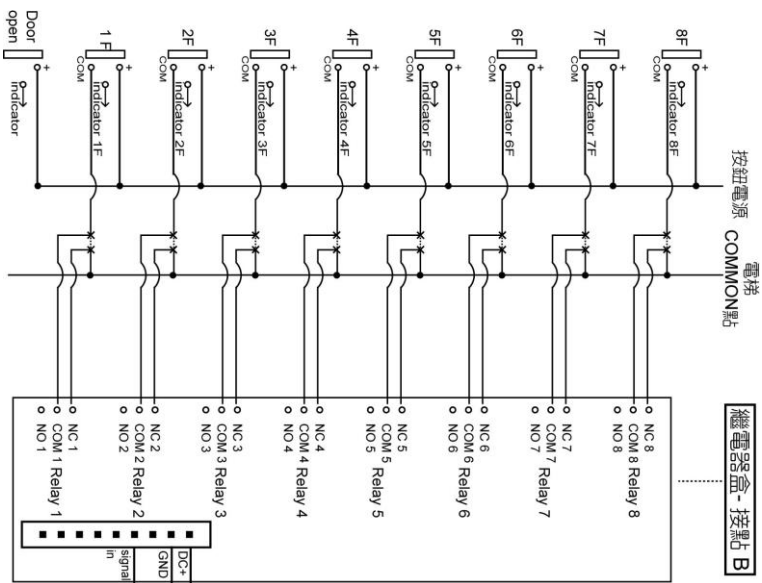 Door
open
+
indicator
1 F
+
COM
indicator 1F
2F
+
COM
indicator 2F
3F
+
COM
indicator 3F
4F
+
COM
indicator 4F
5F
+
COM
indicator 5F
6F
+
COM
indicator 6F
7F
+
COM
indicator 7F
8F
+
COM
indicator 8F
按鈕電源
電梯
COMMON點
繼電器盒- 接點 B
NC 1
COM 1 Relay 1
NO 1
NC 2
COM 2 Relay 2
NO 2
NC 3
COM 3 Relay 3
NO 3
NC 4
COM 4 Relay 4
NO 4
NC 5
COM 5 Relay 5
NO 5
NC 6
COM 6 Relay 6
NO 6
NC 7
COM 7 Relay 7
NO 7
NC 8
COM 8 Relay 8
NO 8
DC+
GND
signal
in